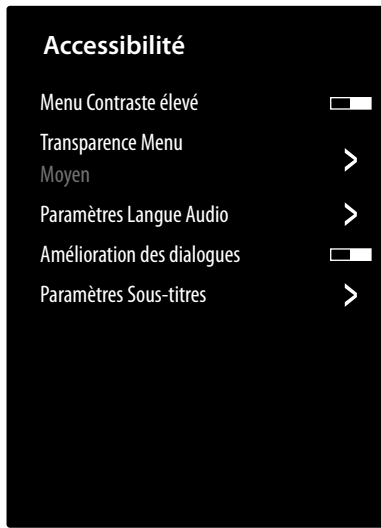 Accessibilité
Menu Contraste élevé
Transparence Menu
Moyen
Paramètres Langue Audio
Amélioration des dialogues
Paramètres Sous-titres